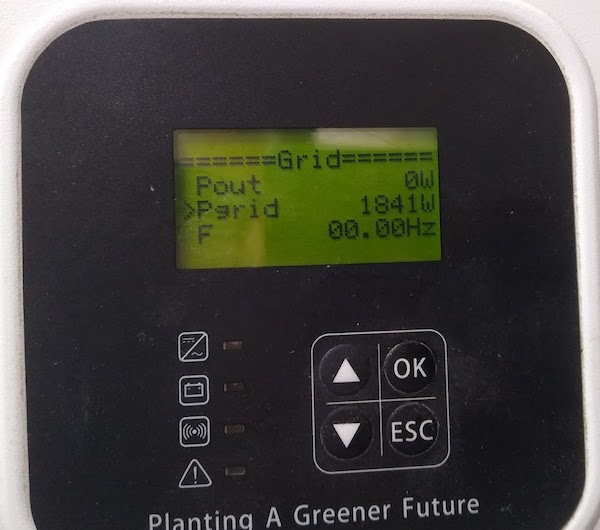 ======Grid======
Pout 0W
>Pgrid 1841W
F 00.00Hz
OK
ESC
Planting A Greener Future